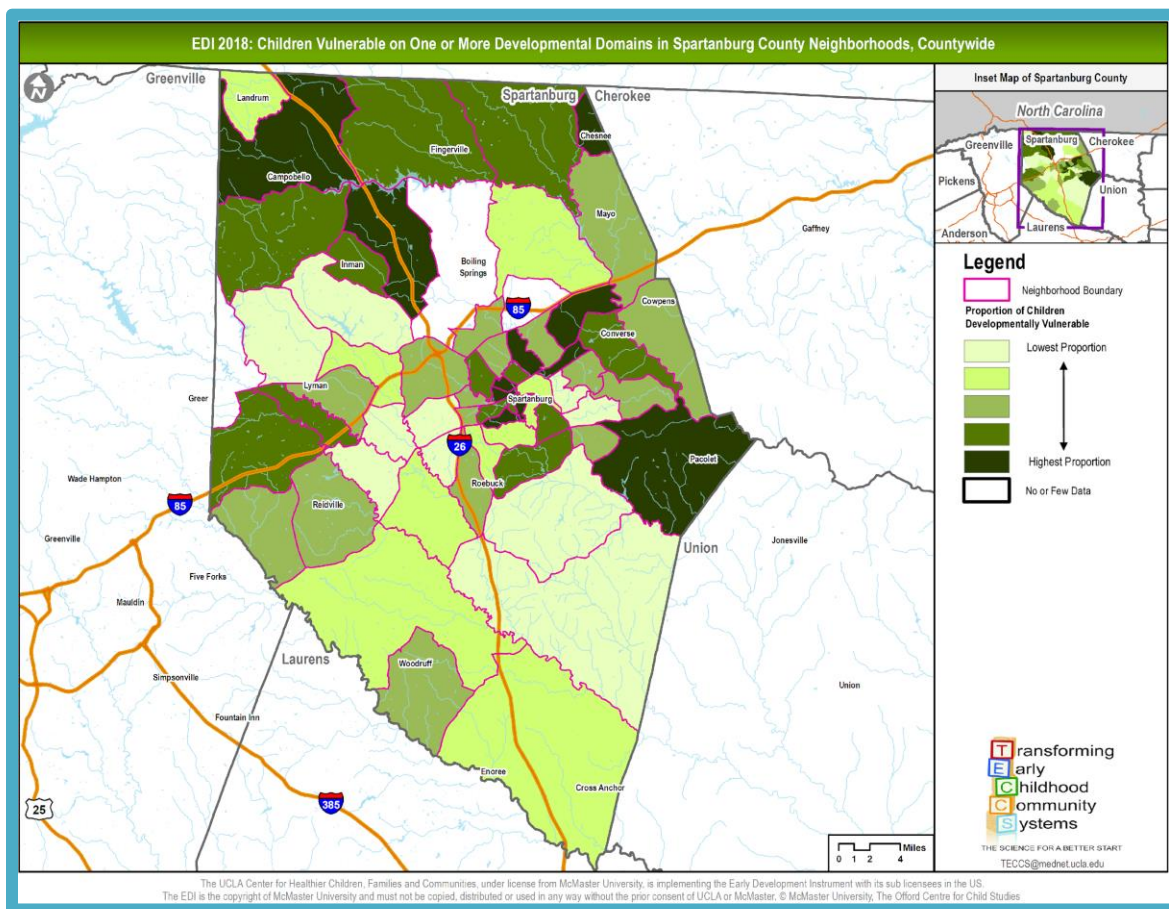 EDI 2018: Children Vulnerable on One or More Developmental Domains in Spartanburg County Neighborhoods, Countywide
N
Greenville
Landrum
Spartanburg
Cherokee
Chesnee
Fingerville
Campobello
Mayo
Gaffney
Inman
Boiling
Springs
Cowpens
85
Converse
Lyman
Greer
Spartanburg
26
Pacolet
Wade Hampton
Roebuck
85
Reidville
Greenville
Union
Jonesville
Five Forks
Mauldin
Laurens
Woodruff
Simpsonville
Union
Fountain Inn
Enoree
Cross Anchor
385
25
Miles
0 1 2 4
Inset Map of Spartanburg County
North Carolina
Spartanburg
Cherokee
Greenville
Pickens
Union
Anderson
Laurens
Legend
Neighborhood Boundary
Proportion of Children
Developmentally Vulnerable
Lowest Proportion
Highest Proportion
No or Few Data
Transforming
Early
Childhood
Community
Systems
THE SCIENCE FOR A BETTER START
TECCS@mednet.ucla.edu
The UCLA Center for Healthier Children, Families and Communities, under license from McMaster University, is implementing the Early Development Instrument with its sub licensees in the US.
The EDI is the copyright of McMaster University and must not be copied, distributed or used in any way without the prior consent of UCLA or McMaster, © McMaster University, The Offord Centre for Child Studies